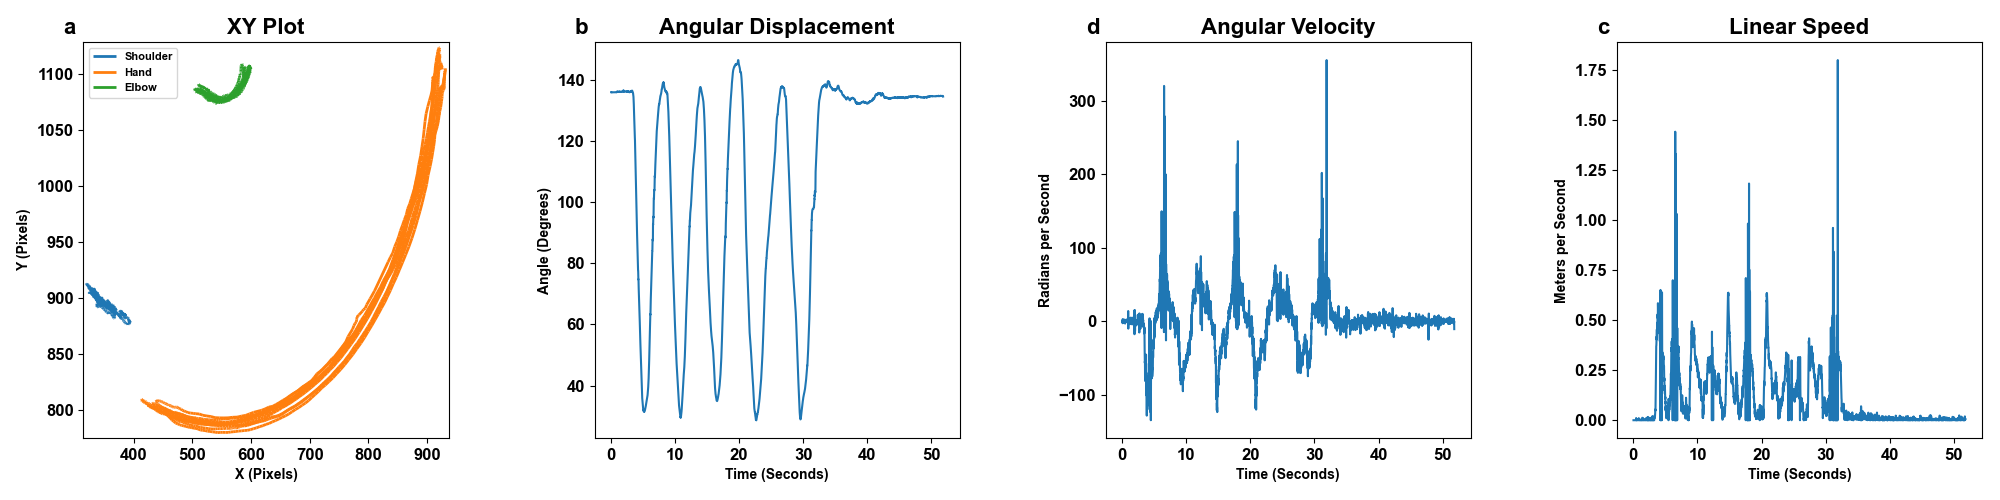 a XY Plot
Shoulder
Hand
Elbow
1100
1050
1000
950
900
850
800
Y (Pixels)
400 500 600 700 800 900
X (Pixels)
b Angular Displacement
140
120
100
80
60
40
Angle (Degrees)
0 10 20 30 40 50
Time (Seconds)
d Angular Velocity
300
200
100
0
−100
Radians per Second
0 10 20 30 40 50
Time (Seconds)
c Linear Speed
1.75
1.50
1.25
1.00
0.75
0.50
0.25
0.00
Meters per Second
0 10 20 30 40 50
Time (Seconds)